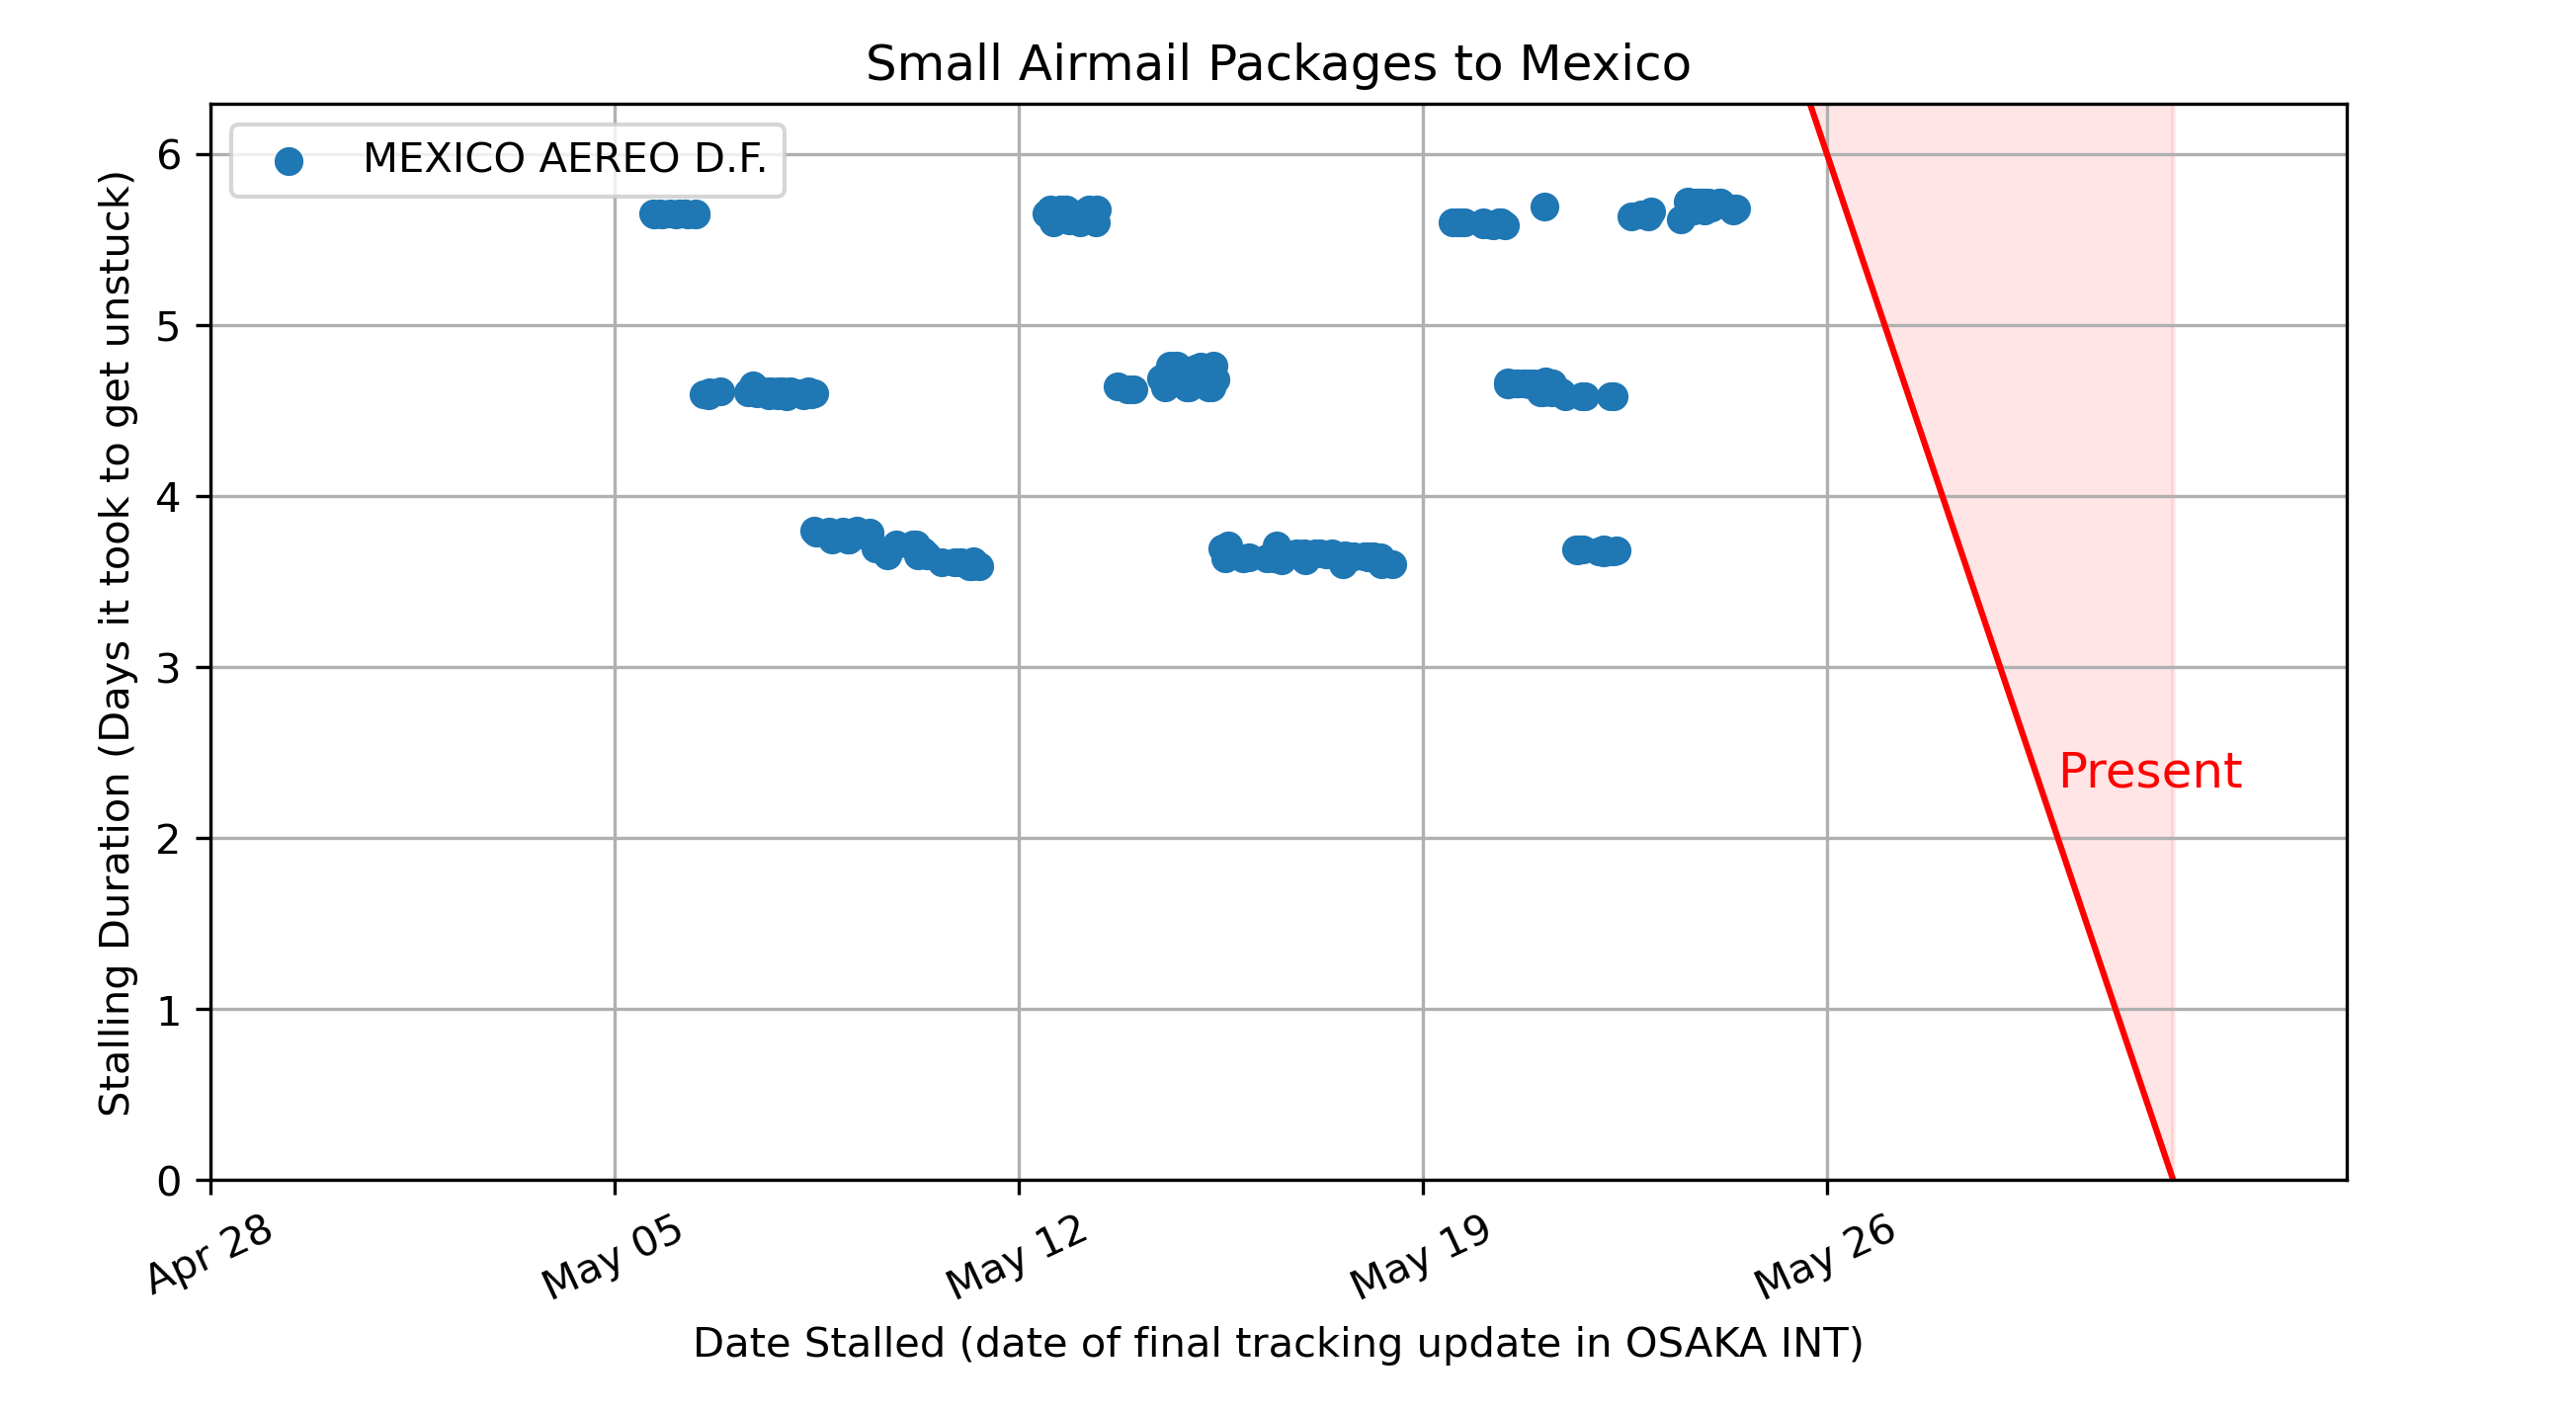 Small Airmail Packages to Mexico
MEXICO AEREO D.F.
Stalling Duration (Days it took to get unstuck)
6
5
4
3
2
1
0
Present
Apr 28
May 05
May 12
May 19
May 26
Date Stalled (date of final tracking update in OSAKA INT)